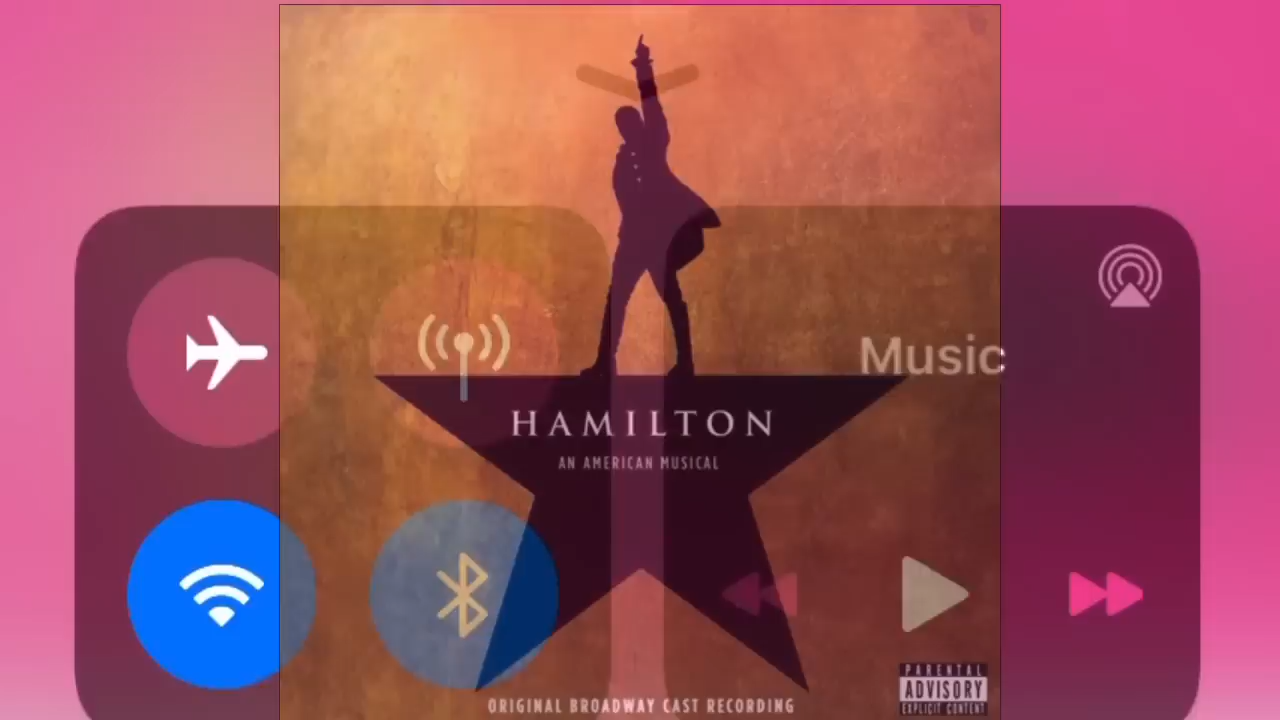 Music
HAMILTON
AN AMERICAN MUSICAL
PARENTAL
ADVISORY
EXPLICIT CONTENT
ORIGINAL BROADWAY CAST RECORDING